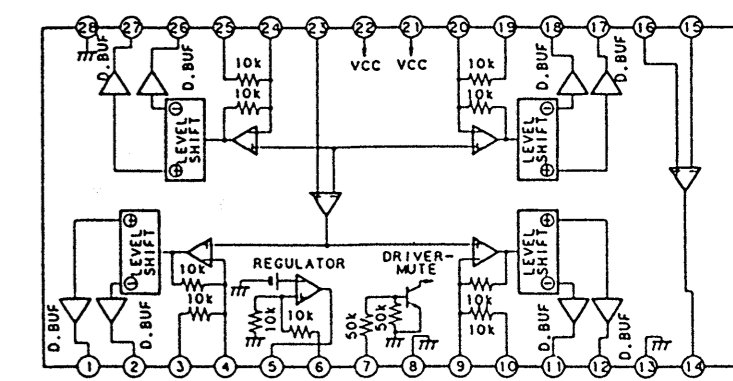 28 27 26 25 24 23 22 21 20 19 18 17 16 15
D.BUF
D.BUF
10k
10k
VCC VCC
10k
10k
D.BUF
D.BUF
LEVEL SHIFT
LEVEL SHIFT
LEVEL SHIFT
REGULATOR
DRIVER-
MUTE
LEVEL SHIFT
10k
10k
10k
10k
50k
50k
10k
10k
D.BUF
D.BUF
D.BUF
D.BUF
1 2 3 4 5 6 7 8 9 10 11 12 13 14